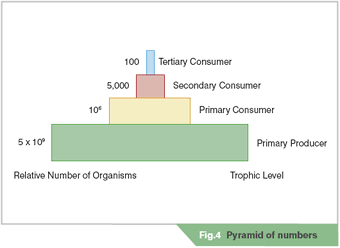 100 Tertiary Consumer
5,000 Secondary Consumer
10⁶ Primary Consumer
5 x 10⁹ Primary Producer
Relative Number of Organisms Trophic Level
Fig.4 Pyramid of numbers